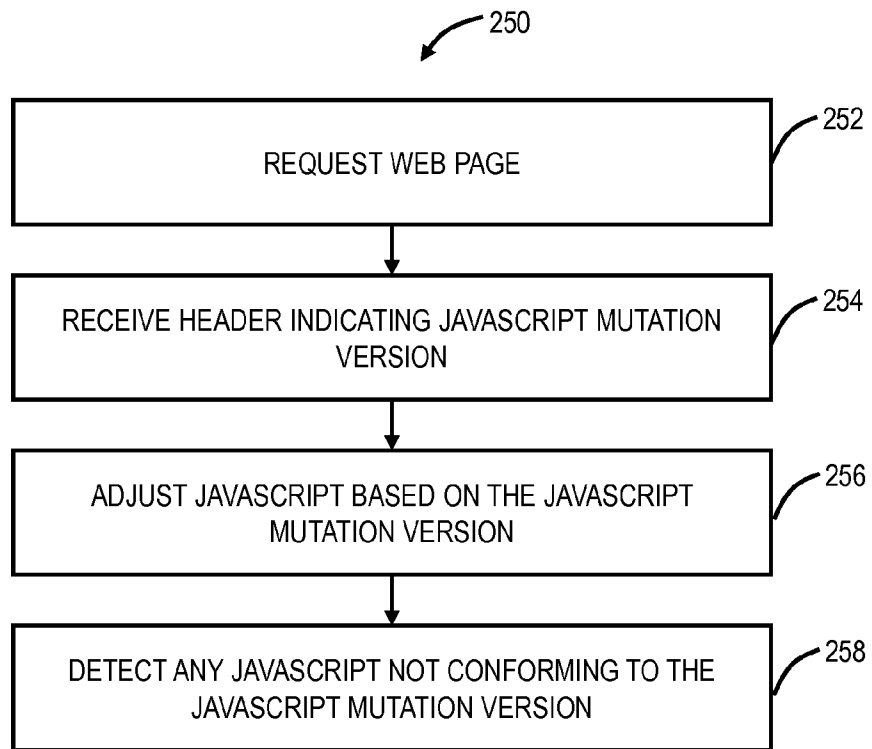 250
REQUEST WEB PAGE
252
RECEIVE HEADER INDICATING JAVASCRIPT MUTATION
VERSION
254
ADJUST JAVASCRIPT BASED ON THE JAVASCRIPT
MUTATION VERSION
256
DETECT ANY JAVASCRIPT NOT CONFORMING TO THE
JAVASCRIPT MUTATION VERSION
258